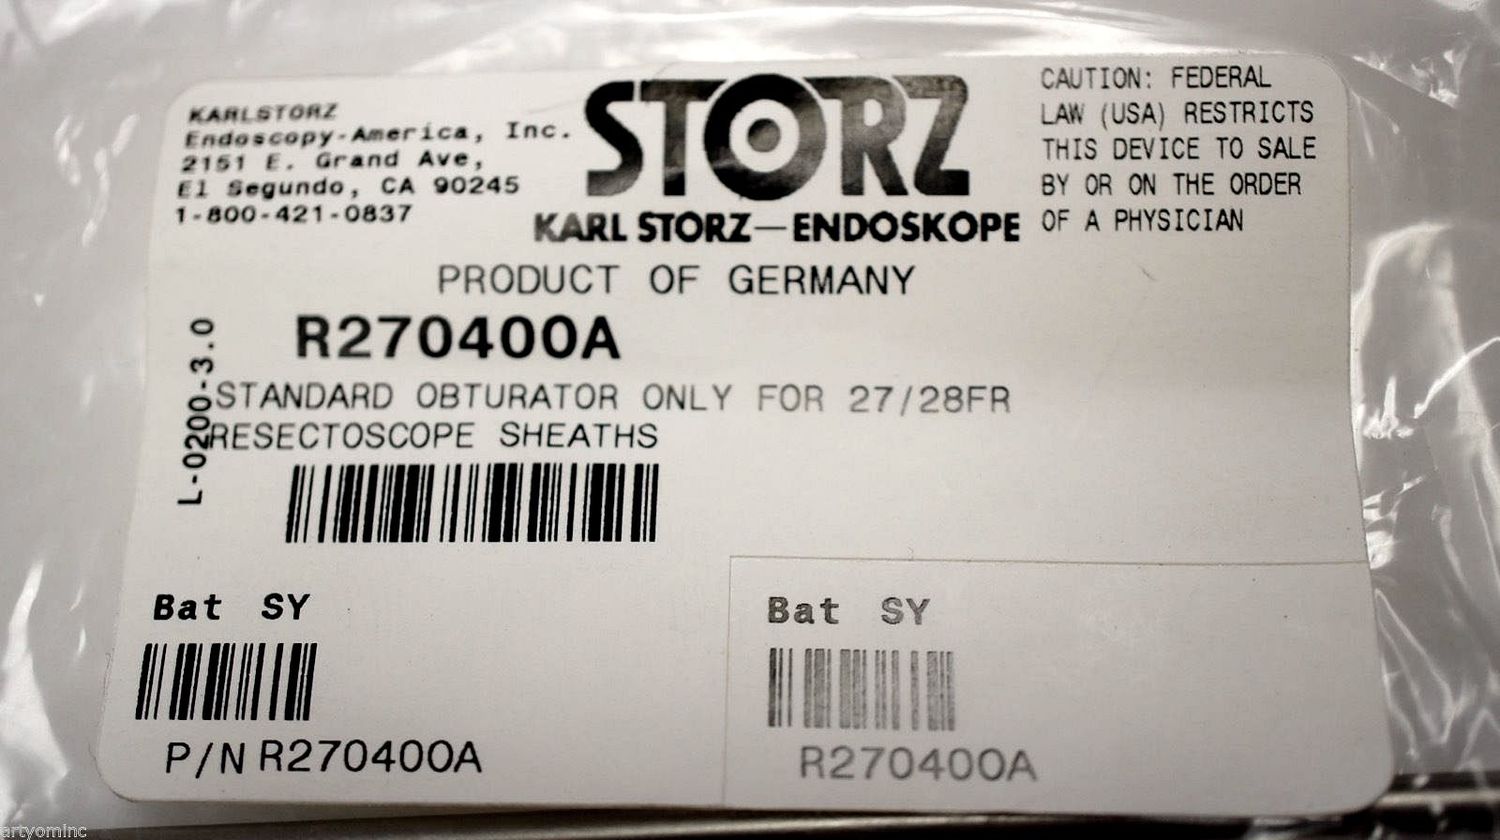 KARLSTORZ
Endoscopy-America, Inc.
2151 E. Grand Ave,
El Segundo, CA 90245
1-800-421-0837
STORZ
KARL STORZ—ENDOSKOPE
CAUTION: FEDERAL
LAW (USA) RESTRICTS
THIS DEVICE TO SALE
BY OR ON THE ORDER
OF A PHYSICIAN
PRODUCT OF GERMANY
R270400A
L-0200-3.0
STANDARD OBTURATOR ONLY FOR 27/28FR
RESECTOSCOPE SHEATHS
Bat SY
P/N R270400A
Bat SY
R270400A
artyominc